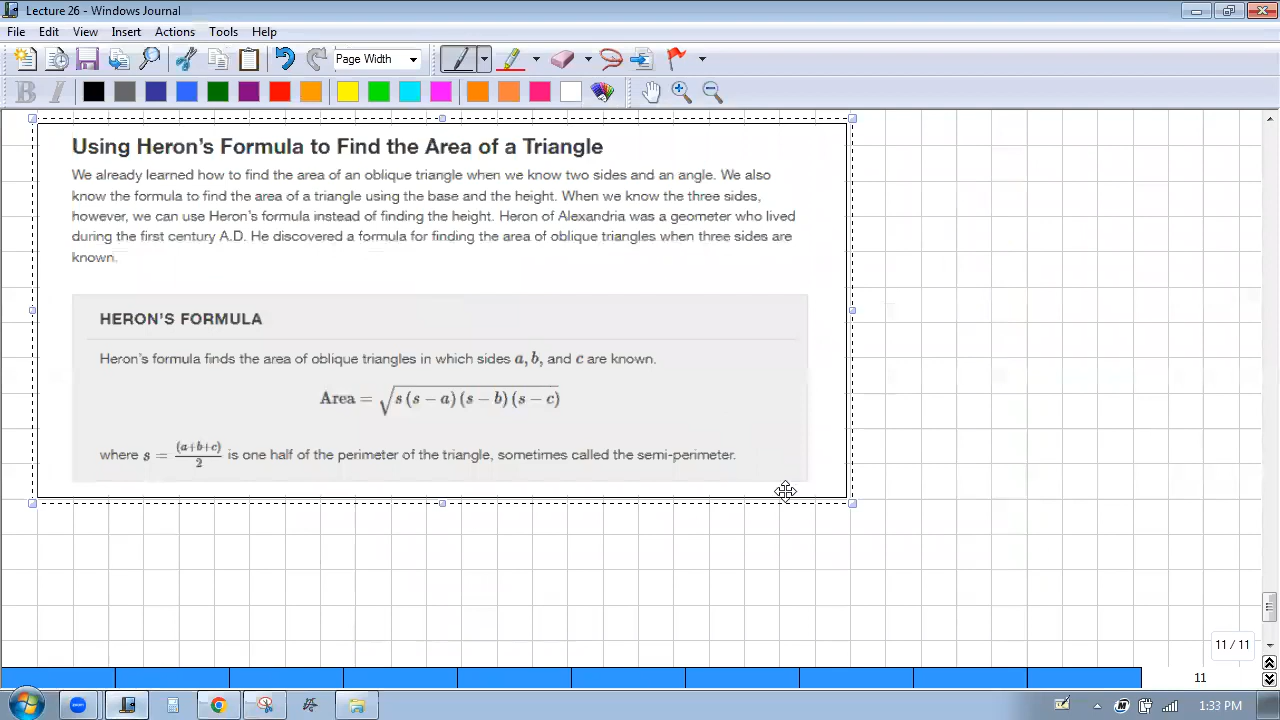 Lecture 26 - Windows Journal
File Edit View Insert Actions Tools Help
Page Width
B I
Using Heron's Formula to Find the Area of a Triangle
We already learned how to find the area of an oblique triangle when we know two sides and an angle. We also
know the formula to find the area of a triangle using the base and the height. When we know the three sides,
however, we can use Heron's formula instead of finding the height. Heron of Alexandria was a geometer who lived
during the first century A.D. He discovered a formula for finding the area of oblique triangles when three sides are
known.
HERON'S FORMULA
Heron's formula finds the area of oblique triangles in which sides a, b, and c are known.
Area = √s (s − a) (s − b) (s − c)
where s = (a+b+c)/2 is one half of the perimeter of the triangle, sometimes called the semi-perimeter.
11 / 11
11
1:33 PM